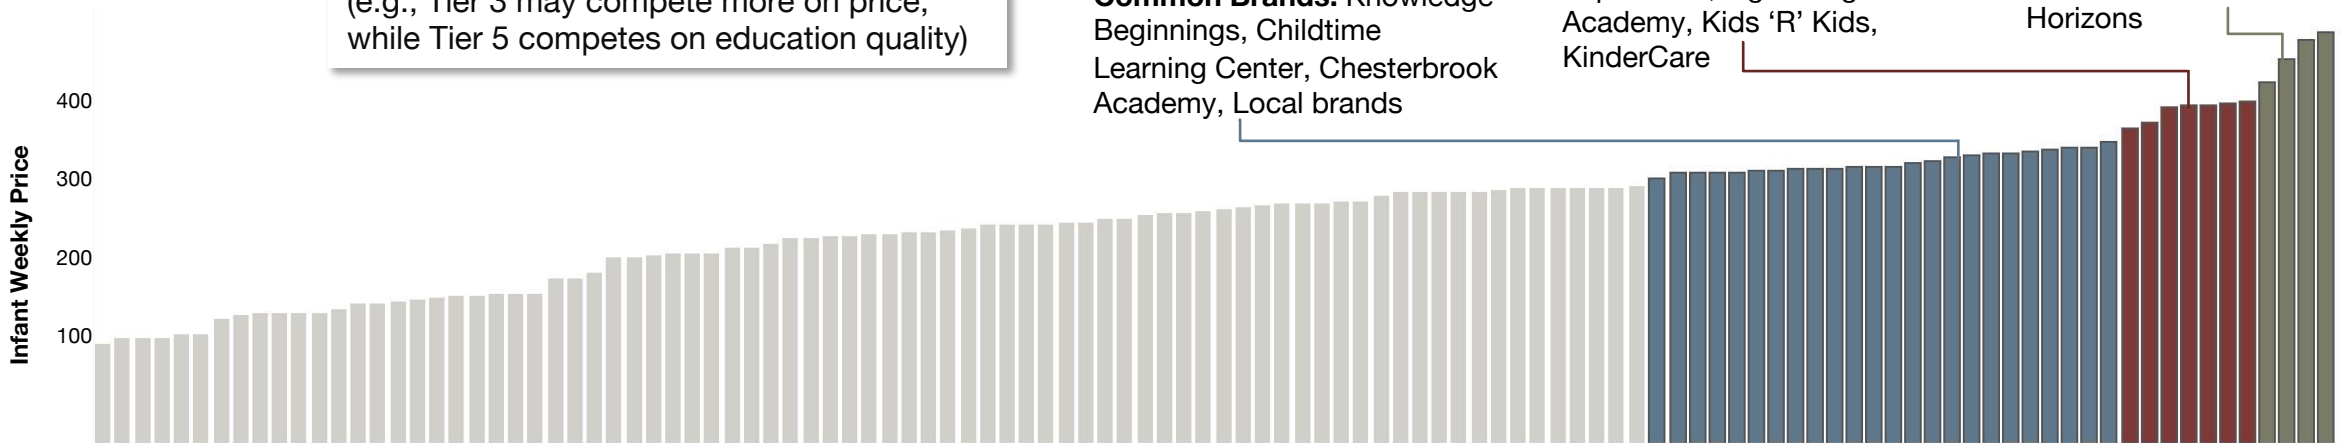 (e.g., Tier 3 may compete more on price,
while Tier 5 competes on education quality)
Common Brands: Knowledge
Beginnings, Childtime
Learning Center, Chesterbrook
Academy, Local brands
Academy, Kids ‘R’ Kids,
KinderCare
Horizons
Infant Weekly Price
400
300
200
100